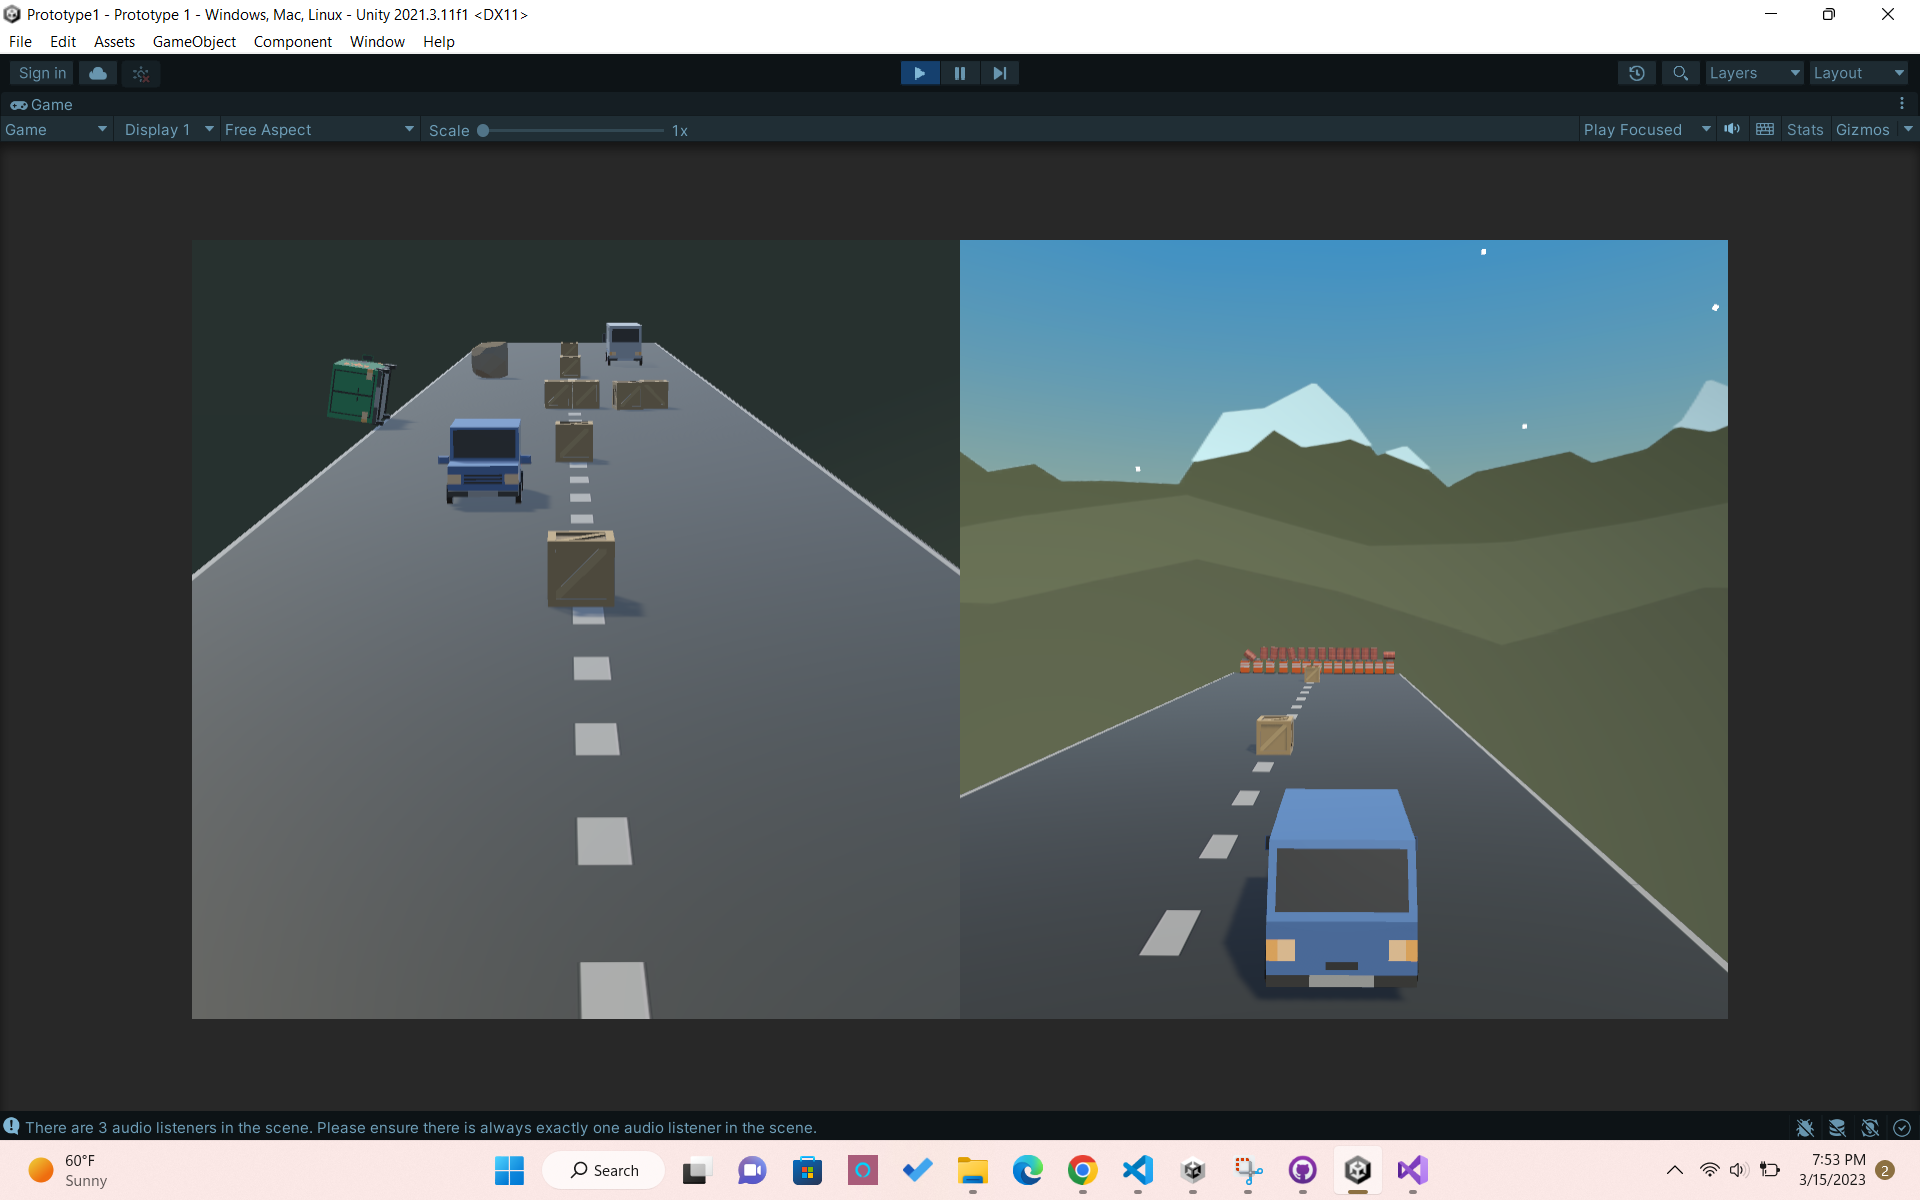 Prototype1 - Prototype 1 - Windows, Mac, Linux - Unity 2021.3.11f1 <DX11>
File Edit Assets GameObject Component Window Help
Sign in Layers Layout
Game
Game Display 1 Free Aspect Scale 1x Play Focused Stats Gizmos
There are 3 audio listeners in the scene. Please ensure there is always exactly one audio listener in the scene.
60°F
Sunny
Search
7:53 PM
3/15/2023
2